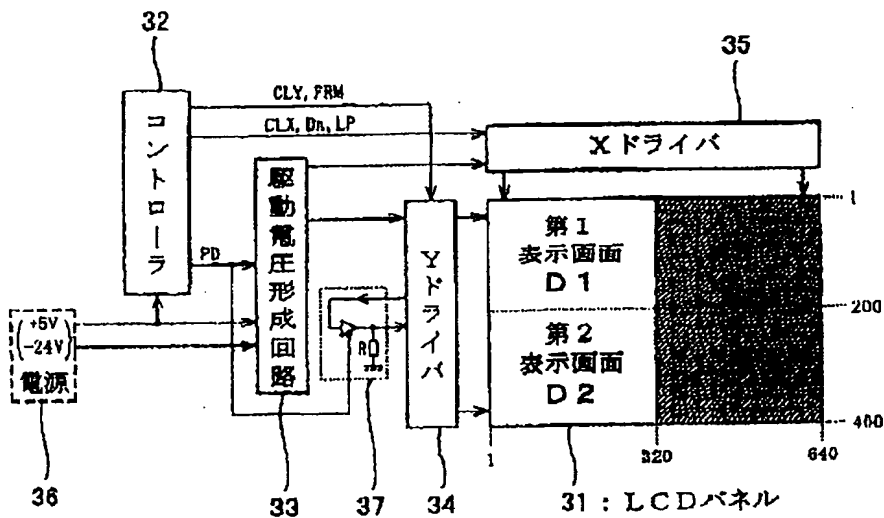 32
35
CLY, FRM
CLX, Dn, LP
コントローラ
Xドライバ
駆動電圧形成回路
PD
Yドライバ
第1
表示画面
D1
1
200
第2
表示画面
D2
R
+5V
-24V
電源
400
1
320
640
36
33
37
34
31：LCDパネル